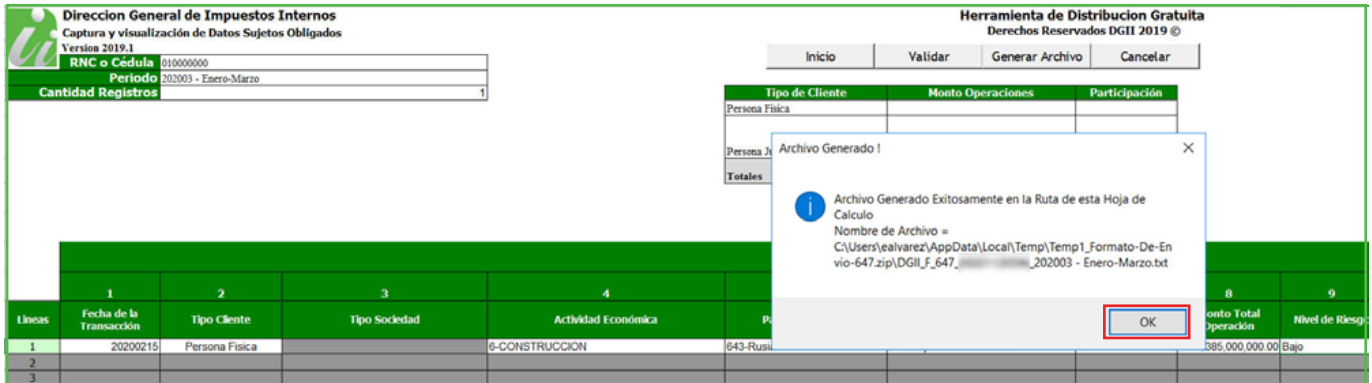 Direccion General de Impuestos Internos
Captura y visualización de Datos Sujetos Obligados
Version 2019.1
RNC o Cédula 010000000
Periodo 202003 - Enero-Marzo
Cantidad Registros 1
Herramienta de Distribucion Gratuita
Derechos Reservados DGII 2019 ©
Inicio Validar Generar Archivo Cancelar
Tipo de Cliente Monto Operaciones Participación
Persona Fisica
Persona
Totales
Archivo Generado !
Archivo Generado Exitosamente en la Ruta de esta Hoja de
Calculo
Nombre de Archivo =
C:\Users\ealvarez\AppData\Local\Temp\Temp1_Formato-De-En
vio-647.zip\DGII_F_647_ _202003 - Enero-Marzo.txt
OK
1 2 3 4 8 9
Lineas Fecha de la Transacción Tipo Cliente Tipo Sociedad Actividad Económica Monto Total Operación Nivel de Riesgo
1 20200215 Persona Fisica 6-CONSTRUCCION 643-Rusi 385,000,000.00 Bajo
2
3